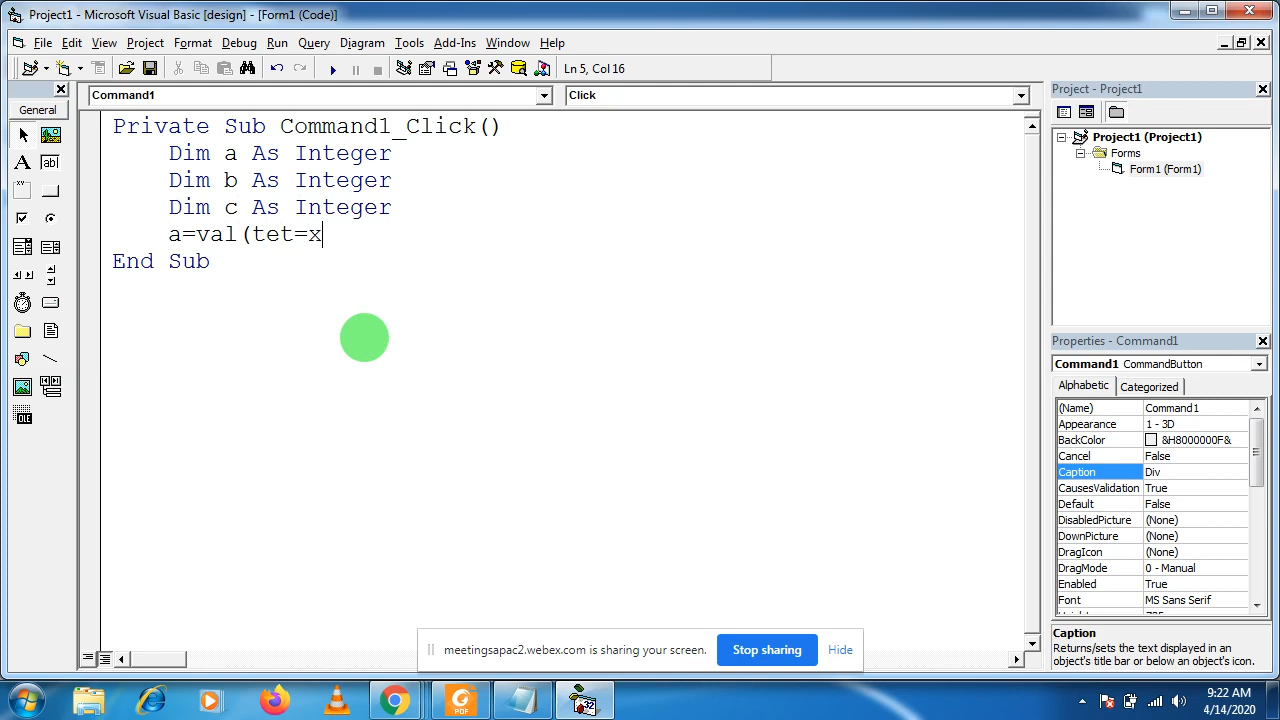 Project1 - Microsoft Visual Basic [design] - [Form1 (Code)]
File Edit View Project Format Debug Run Query Diagram Tools Add-Ins Window Help
Ln 5, Col 16
General
Command1
Click
Private Sub Command1_Click()
Dim a As Integer
Dim b As Integer
Dim c As Integer
a=val(tet=x
End Sub
Project - Project1
Project1 (Project1)
Forms
Form1 (Form1)
Properties - Command1
Command1 CommandButton
Alphabetic Categorized
(Name) Command1
Appearance 1 - 3D
BackColor &H8000000F&
Cancel False
Caption Div
CausesValidation True
Default False
DisabledPicture (None)
DownPicture (None)
DragIcon (None)
DragMode 0 - Manual
Enabled True
Font MS Sans Serif
Caption
Returns/sets the text displayed in an
object's title bar or below an object's icon.
meetingsapac2.webex.com is sharing your screen. Stop sharing Hide
9:22 AM
4/14/2020